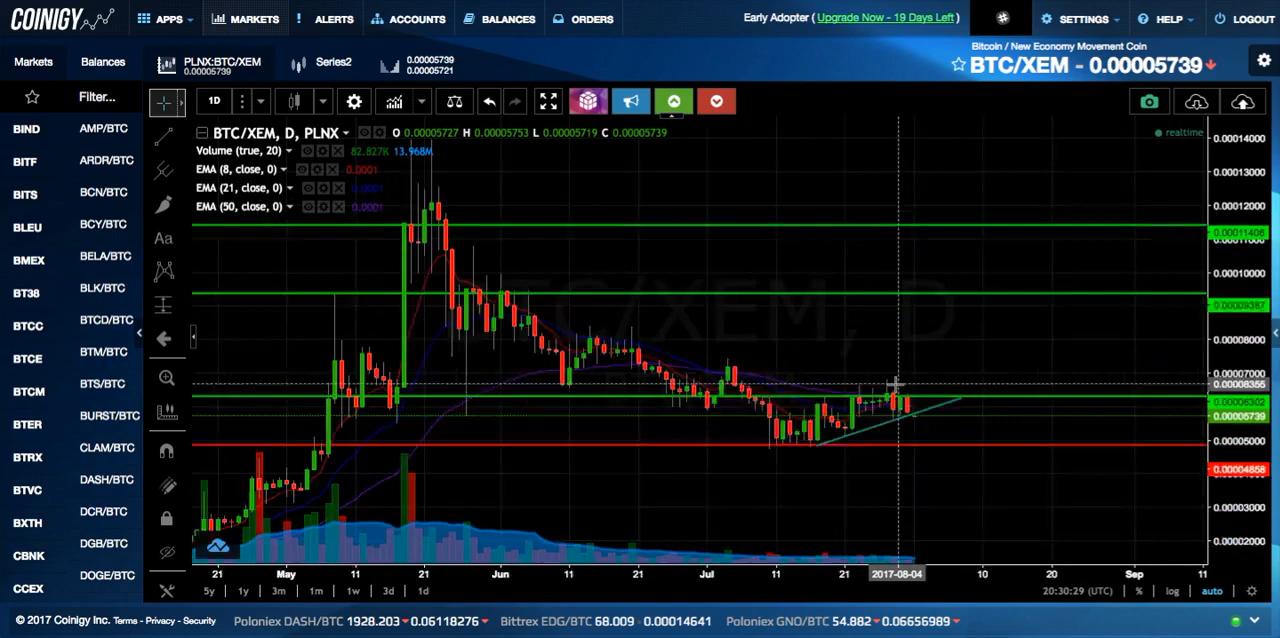 COINIGY APPS MARKETS ! ALERTS ACCOUNTS BALANCES ORDERS Early Adopter ( Upgrade Now - 19 Days Left ) SETTINGS HELP LOGOUT
Markets Balances PLNX:BTC/XEM 0.00005739 Series2 0.00005739 0.00005721
Bitcoin / New Economy Movement Coin
BTC/XEM - 0.00005739
Filter... 1D
BTC/XEM, D, PLNX O 0.00005727 H 0.00005753 L 0.00005719 C 0.00005739 realtime
Volume (true, 20) 82.827K 13.968M
EMA (8, close, 0) 0.0001
EMA (21, close, 0) 0.0001
EMA (50, close, 0) 0.0001
BIND AMP/BTC
BITF ARDR/BTC
BITS BCN/BTC
BLEU BCY/BTC
BMEX BELA/BTC
BT38 BLK/BTC
BTCC BTCD/BTC
BTCE BTM/BTC
BTCM BTS/BTC
BTER BURST/BTC
BTRX CLAM/BTC
BTVC DASH/BTC
BXTH DCR/BTC
CBNK DGB/BTC
CCEX DOGE/BTC
Aa
BTC/XEM, D
0.00014000
0.00013000
0.00012000
0.00011406
0.00011000
0.00010000
0.00009387
0.00008000
0.00007000
0.00006355
0.00006302
0.00005739
0.00005000
0.00004858
0.00003000
0.00002000
21 May 11 21 Jun 11 Jul 11 21 2017-08-04 10 20 Sep 11
5y 1y 3m 1m 1w 3d 1d 20:30:29 (UTC) % log auto
© 2017 Coinigy Inc. Terms - Privacy - Security Poloniex DASH/BTC 1928.203 0.06118276 Bittrex EDG/BTC 68.009 0.00014641 Poloniex GNO/BTC 54.882 0.06656989